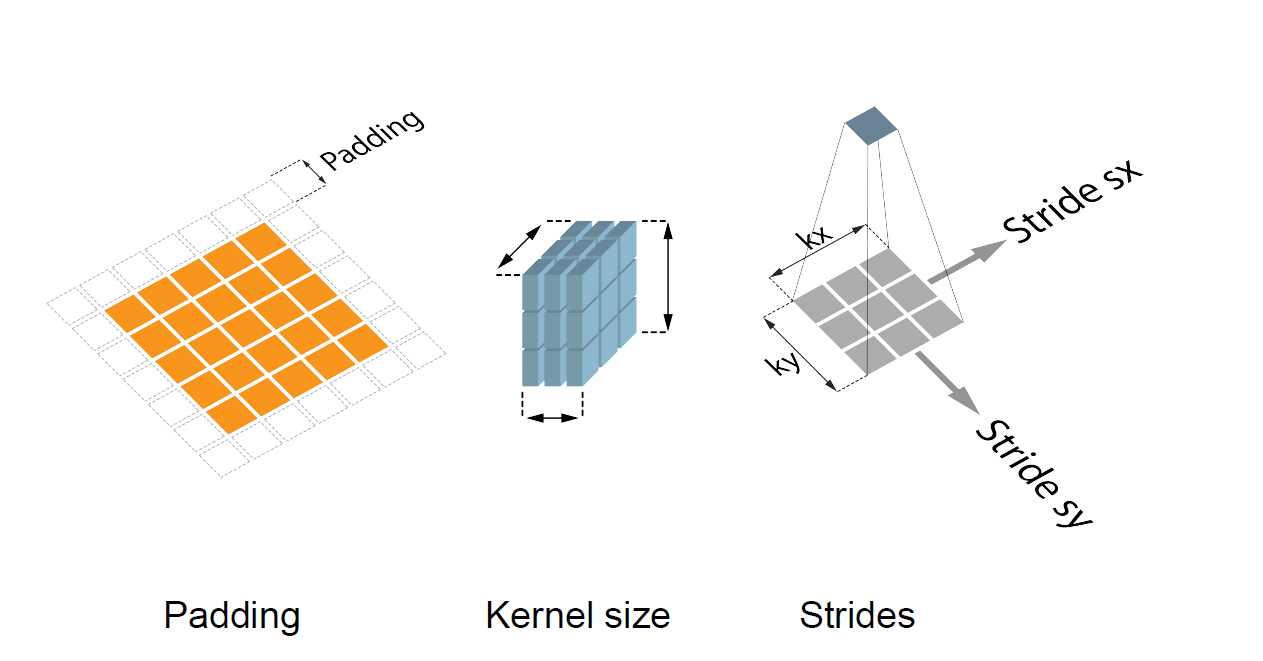 Padding
kx
ky
Stride sx
Stride sy
Padding
Kernel size
Strides